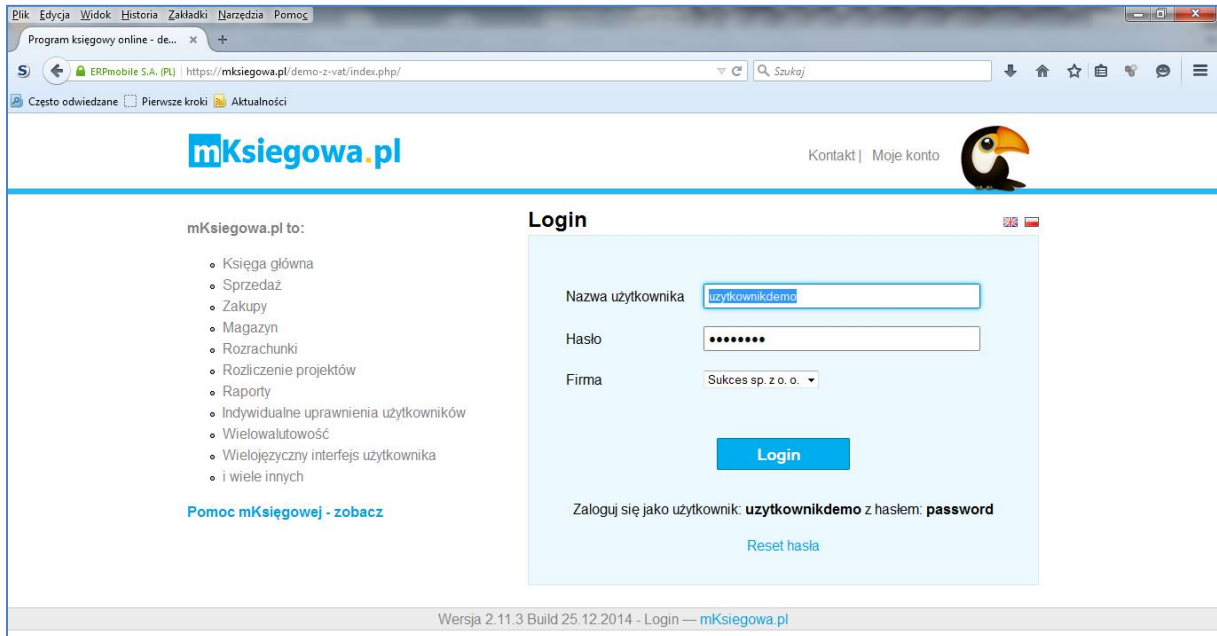 Plik Edycja Widok Historia Zakładki Narzędzia Pomoc
Program księgowy online - de... × +
S) ERPmobile S.A. (PL) https://mksiegowa.pl/demo-z-vat/index.php/ Szukaj
Często odwiedzane Pierwsze kroki Aktualności
mKsiegowa.pl
Kontakt | Moje konto
mKsiegowa.pl to:
Księga główna
Sprzedaż
Zakupy
Magazyn
Rozrachunki
Rozliczenie projektów
Raporty
Indywidualne uprawnienia użytkowników
Wielowalutowość
Wielojęzyczny interfejs użytkownika
i wiele innych
Pomoc mKsięgowej - zobacz
Login
Nazwa użytkownika uzytkownikdemo
Hasło ••••••••
Firma Sukces sp. z o. o.
Login
Zaloguj się jako użytkownik: uzytkownikdemo z hasłem: password
Reset hasła
Wersja 2.11.3 Build 25.12.2014 - Login — mKsiegowa.pl